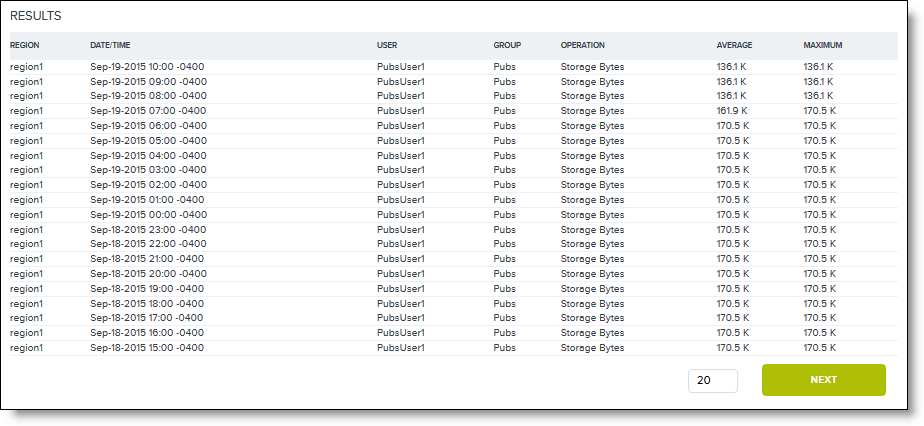 RESULTS
REGION DATE/TIME USER GROUP OPERATION AVERAGE MAXIMUM
region1 Sep-19-2015 10:00 -0400 PubsUser1 Pubs Storage Bytes 136.1 K 136.1 K
region1 Sep-19-2015 09:00 -0400 PubsUser1 Pubs Storage Bytes 136.1 K 136.1 K
region1 Sep-19-2015 08:00 -0400 PubsUser1 Pubs Storage Bytes 136.1 K 136.1 K
region1 Sep-19-2015 07:00 -0400 PubsUser1 Pubs Storage Bytes 161.9 K 170.5 K
region1 Sep-19-2015 06:00 -0400 PubsUser1 Pubs Storage Bytes 170.5 K 170.5 K
region1 Sep-19-2015 05:00 -0400 PubsUser1 Pubs Storage Bytes 170.5 K 170.5 K
region1 Sep-19-2015 04:00 -0400 PubsUser1 Pubs Storage Bytes 170.5 K 170.5 K
region1 Sep-19-2015 03:00 -0400 PubsUser1 Pubs Storage Bytes 170.5 K 170.5 K
region1 Sep-19-2015 02:00 -0400 PubsUser1 Pubs Storage Bytes 170.5 K 170.5 K
region1 Sep-19-2015 01:00 -0400 PubsUser1 Pubs Storage Bytes 170.5 K 170.5 K
region1 Sep-19-2015 00:00 -0400 PubsUser1 Pubs Storage Bytes 170.5 K 170.5 K
region1 Sep-18-2015 23:00 -0400 PubsUser1 Pubs Storage Bytes 170.5 K 170.5 K
region1 Sep-18-2015 22:00 -0400 PubsUser1 Pubs Storage Bytes 170.5 K 170.5 K
region1 Sep-18-2015 21:00 -0400 PubsUser1 Pubs Storage Bytes 170.5 K 170.5 K
region1 Sep-18-2015 20:00 -0400 PubsUser1 Pubs Storage Bytes 170.5 K 170.5 K
region1 Sep-18-2015 19:00 -0400 PubsUser1 Pubs Storage Bytes 170.5 K 170.5 K
region1 Sep-18-2015 18:00 -0400 PubsUser1 Pubs Storage Bytes 170.5 K 170.5 K
region1 Sep-18-2015 17:00 -0400 PubsUser1 Pubs Storage Bytes 170.5 K 170.5 K
region1 Sep-18-2015 16:00 -0400 PubsUser1 Pubs Storage Bytes 170.5 K 170.5 K
region1 Sep-18-2015 15:00 -0400 PubsUser1 Pubs Storage Bytes 170.5 K 170.5 K
20 NEXT